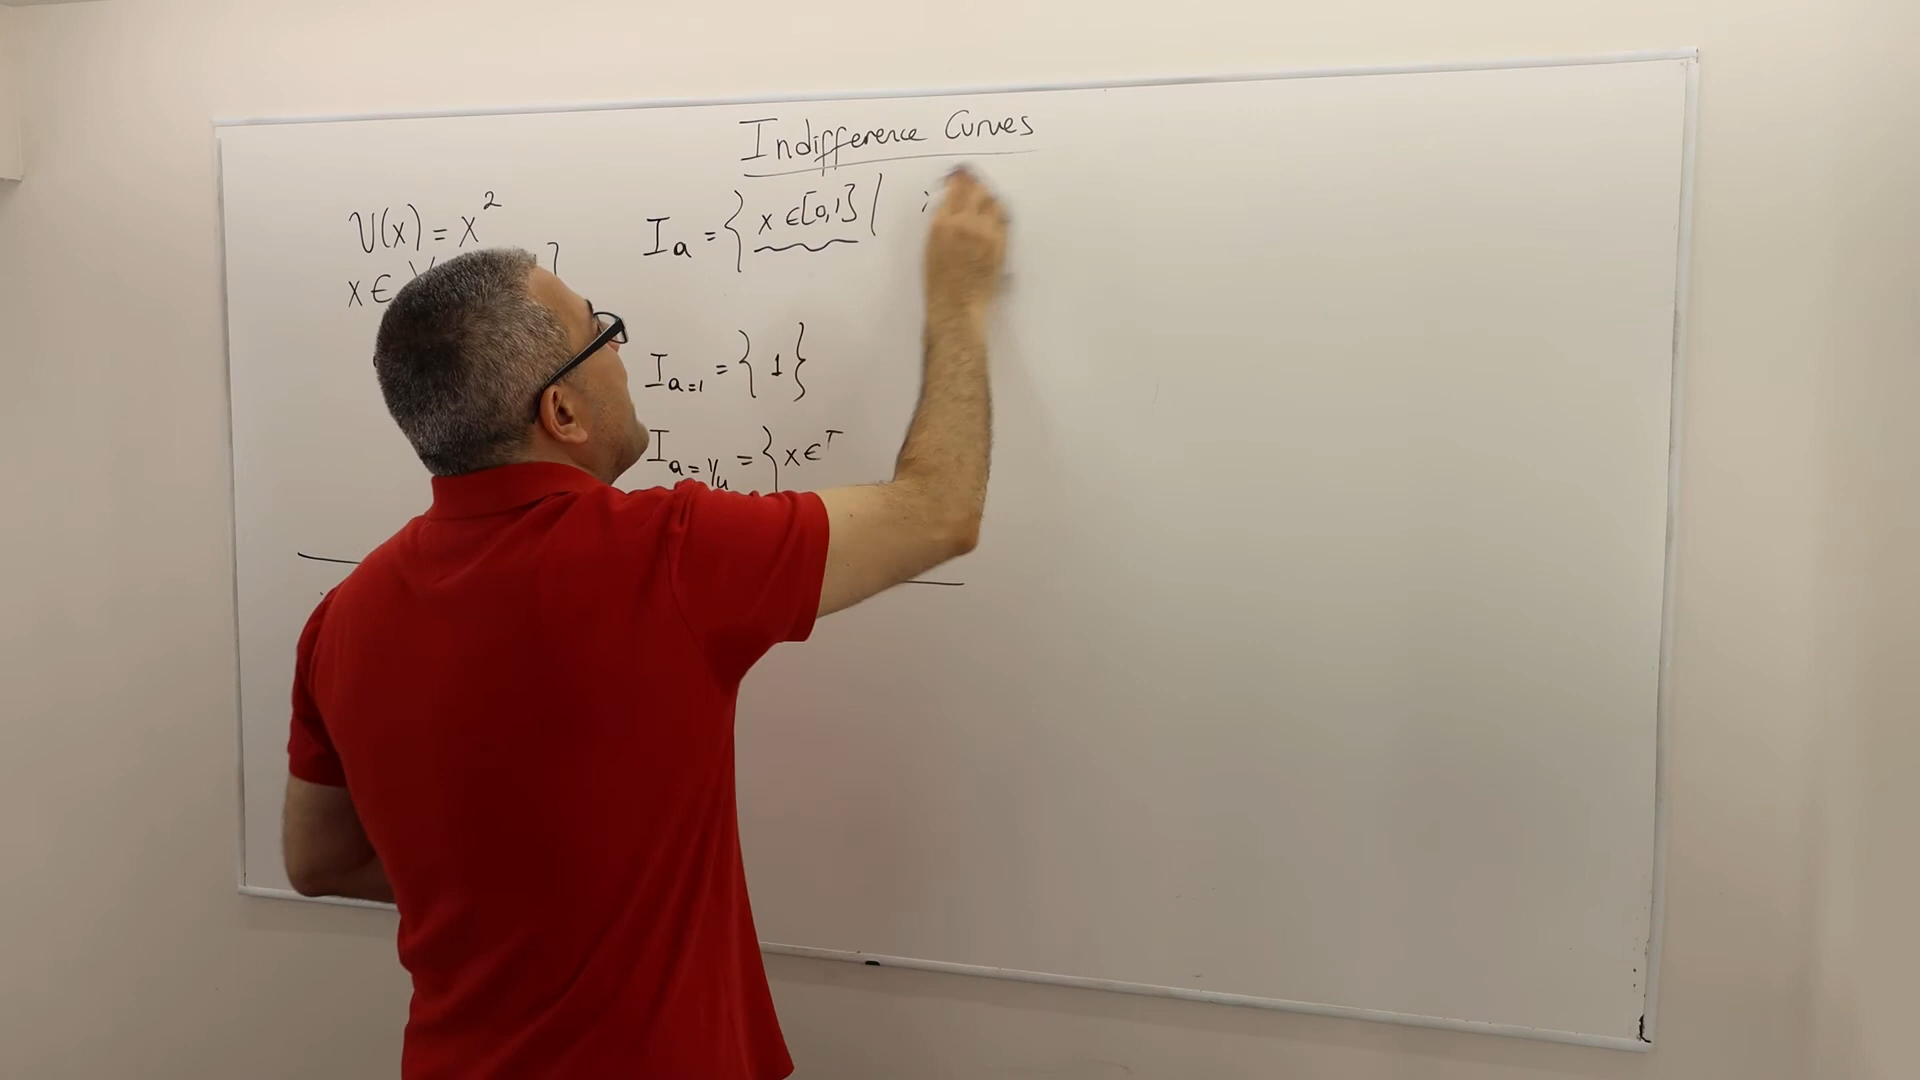 Indifference Curves
U(x) = x²
I_a = { x ∈ [0,1] |
x ∈
I_a=1 = { 1 }
I_a=1/4 = { x ∈